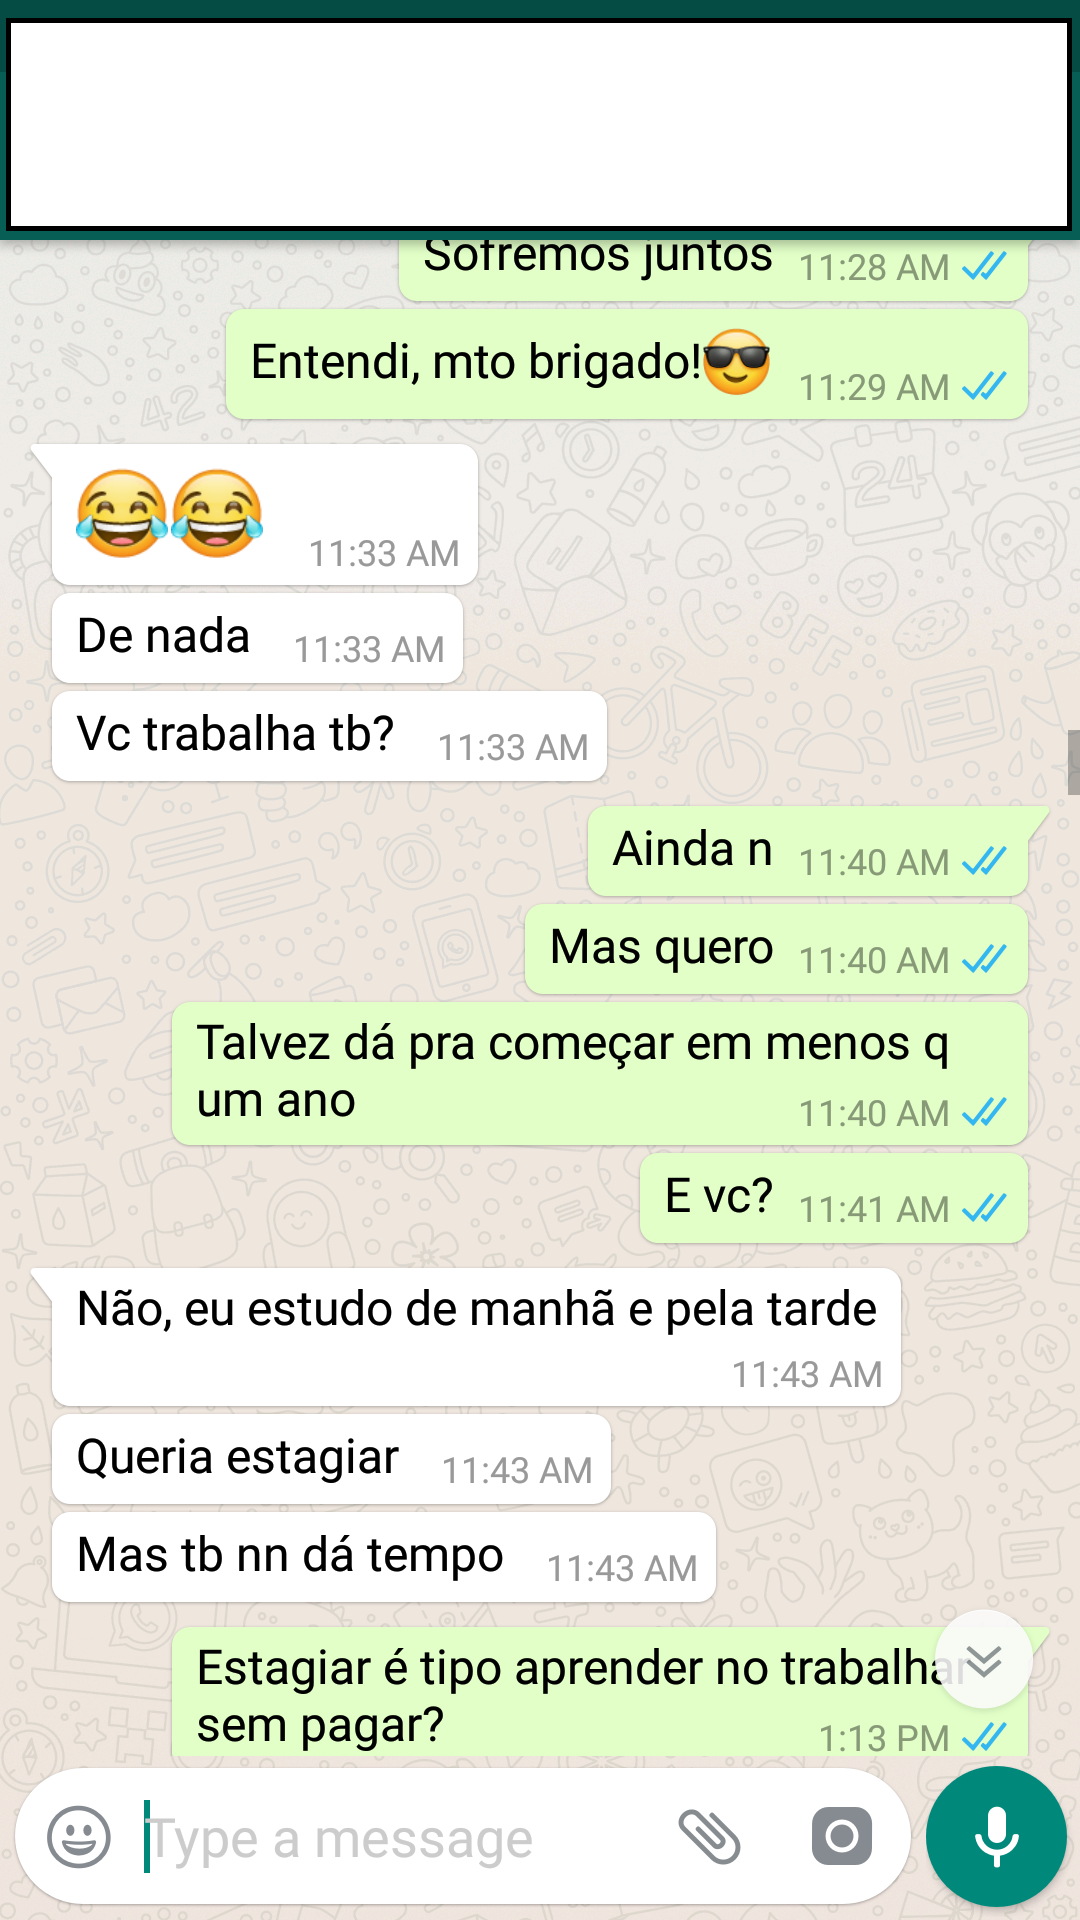 Sofremos juntos 11:28 AM
Entendi, mto brigado!😎 11:29 AM
😂😂 11:33 AM
De nada 11:33 AM
Vc trabalha tb? 11:33 AM
Ainda n 11:40 AM
Mas quero 11:40 AM
Talvez dá pra começar em menos q
um ano 11:40 AM
E vc? 11:41 AM
Não, eu estudo de manhã e pela tarde
11:43 AM
Queria estagiar 11:43 AM
Mas tb nn dá tempo 11:43 AM
Estagiar é tipo aprender no trabalhar
sem pagar? 1:13 PM
Type a message